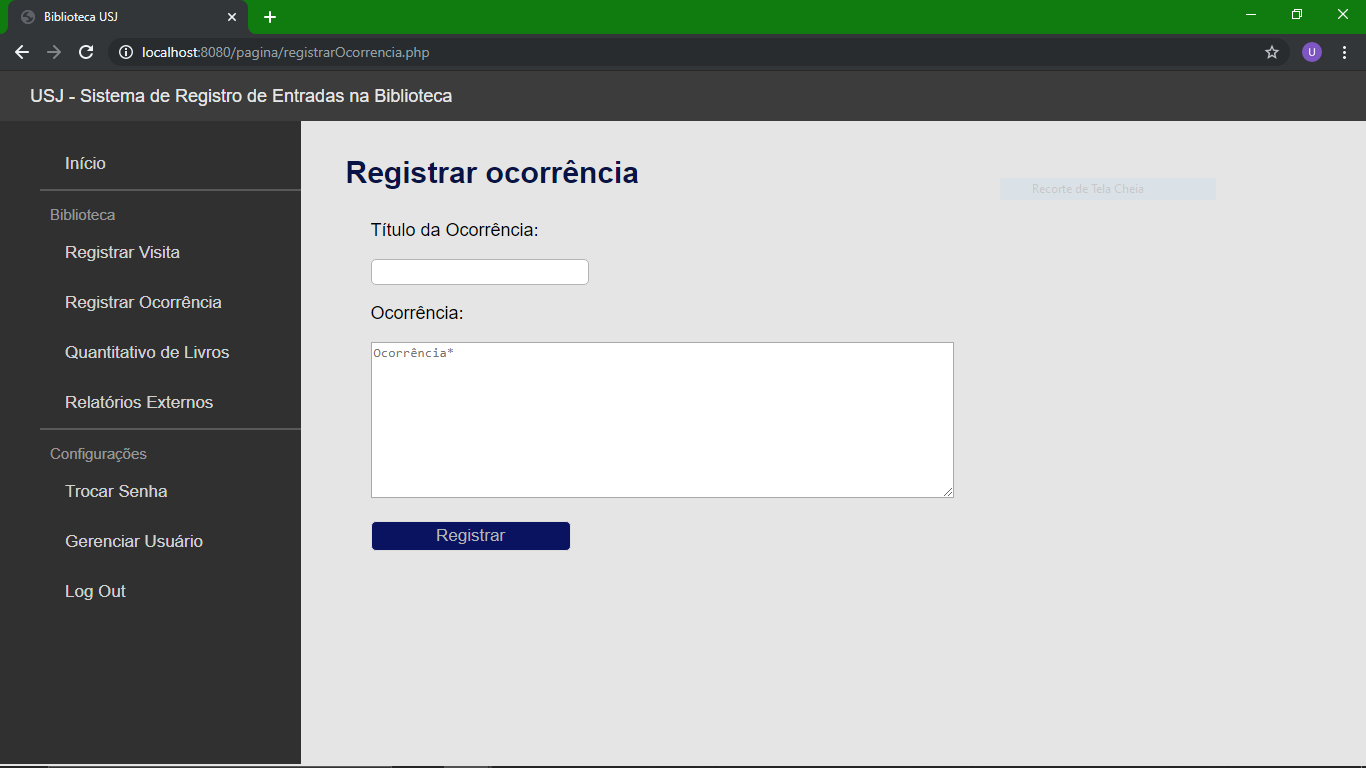 Biblioteca USJ
localhost:8080/pagina/registrarOcorrencia.php
U
USJ - Sistema de Registro de Entradas na Biblioteca
Início
Biblioteca
Registrar Visita
Registrar Ocorrência
Quantitativo de Livros
Relatórios Externos
Configurações
Trocar Senha
Gerenciar Usuário
Log Out
Registrar ocorrência
Recorte de Tela Cheia
Título da Ocorrência:
Ocorrência:
Ocorrência*
Registrar